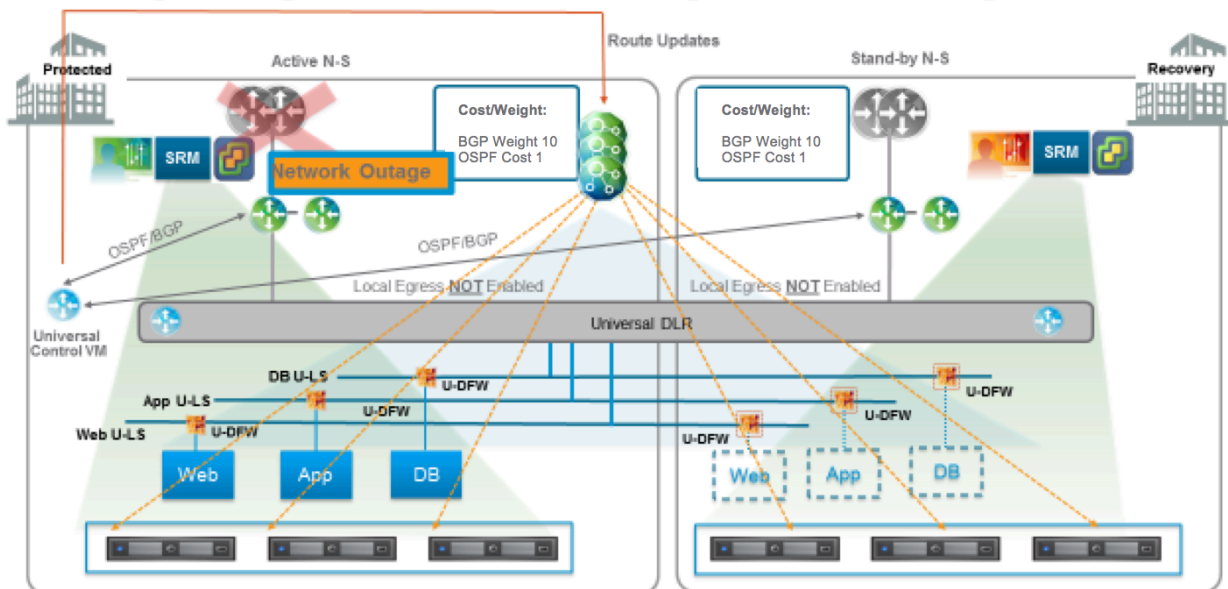 Route Updates
Active N-S
Stand-by N-S
Protected
Recovery
Cost/Weight:
BGP Weight 10
OSPF Cost 1
Cost/Weight:
BGP Weight 10
OSPF Cost 1
SRM
SRM
Network Outage
OSPF/BGP
OSPF/BGP
Local Egress NOT Enabled
Local Egress NOT Enabled
Universal
Control VM
Universal DLR
DB U-LS
U-DFW
U-DFW
App U-LS
U-DFW
U-DFW
Web U-LS
U-DFW
U-DFW
Web
App
DB
Web
App
DB